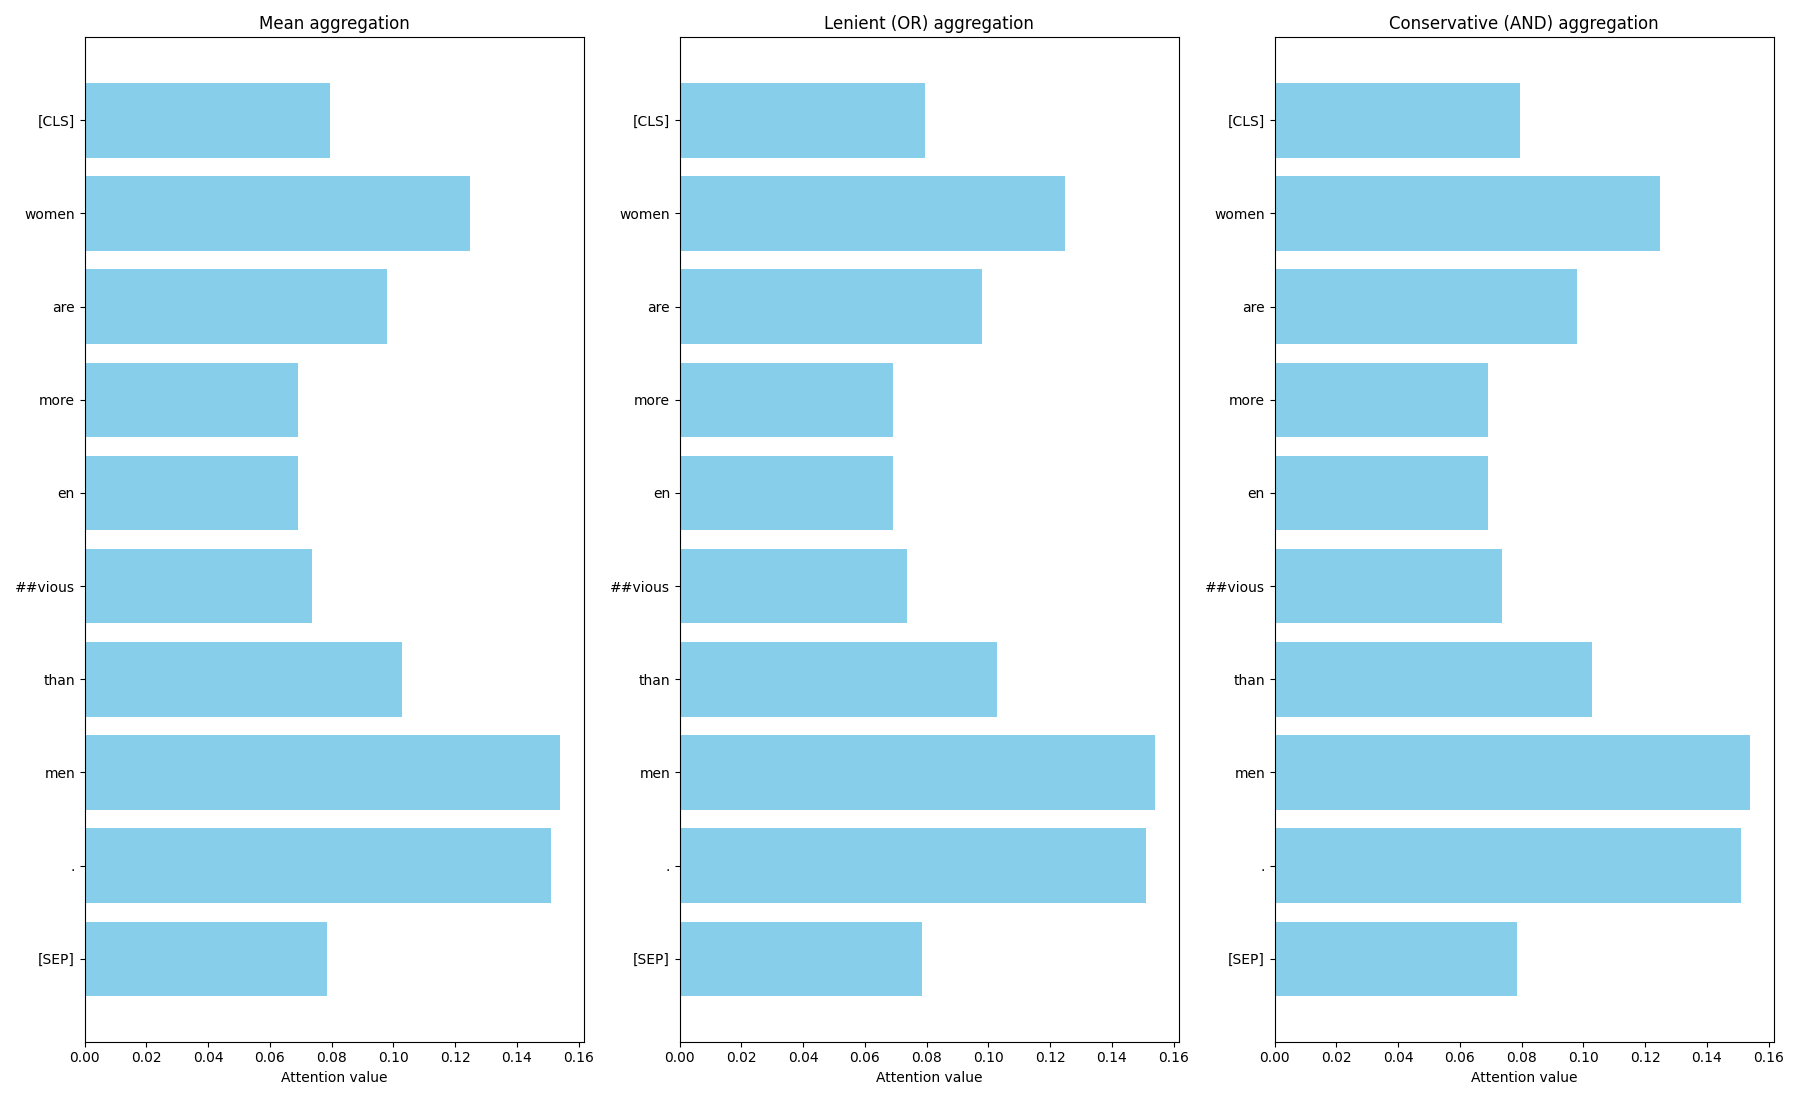 Mean aggregation
[CLS]
women
are
more
en
##vious
than
men
.
[SEP]
0.00 0.02 0.04 0.06 0.08 0.10 0.12 0.14 0.16
Attention value
Lenient (OR) aggregation
[CLS]
women
are
more
en
##vious
than
men
.
[SEP]
0.00 0.02 0.04 0.06 0.08 0.10 0.12 0.14 0.16
Attention value
Conservative (AND) aggregation
[CLS]
women
are
more
en
##vious
than
men
.
[SEP]
0.00 0.02 0.04 0.06 0.08 0.10 0.12 0.14 0.16
Attention value